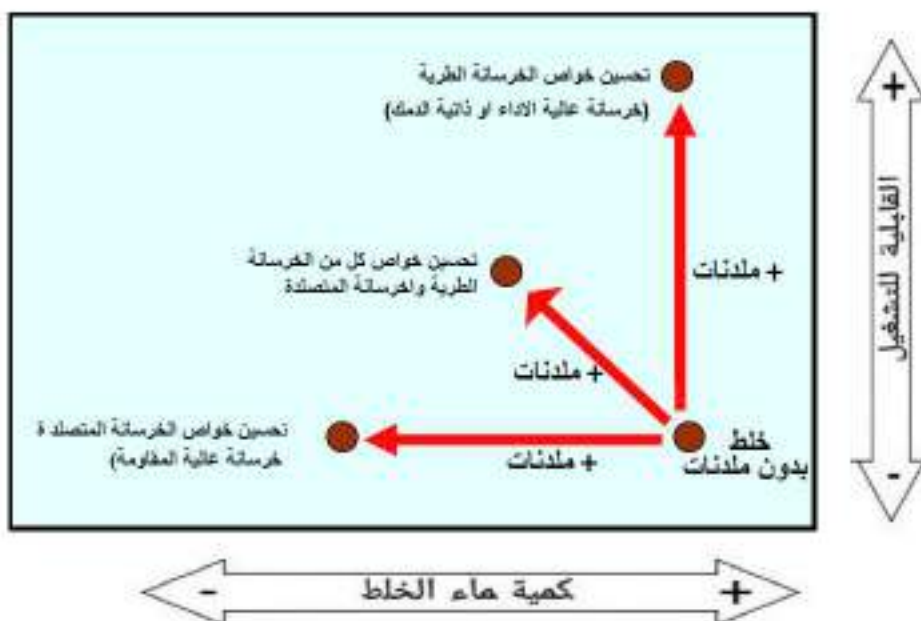 تحسين خواص الخرسانة الطرية
(خرسانة عالية الاداء او ذاتية الدمك)
+
القابلية للتشغيل
-
تحسين خواص كل من الخرسانة
الطرية واخرسانة المتصلدة
+ ملدنات
+ ملدنات
تحسين خواص الخرسانة المتصلدة
خرسانة عالية المقاومة)
+ ملدنات
خلط
بدون ملدنات
+ كمية ماء الخلط -